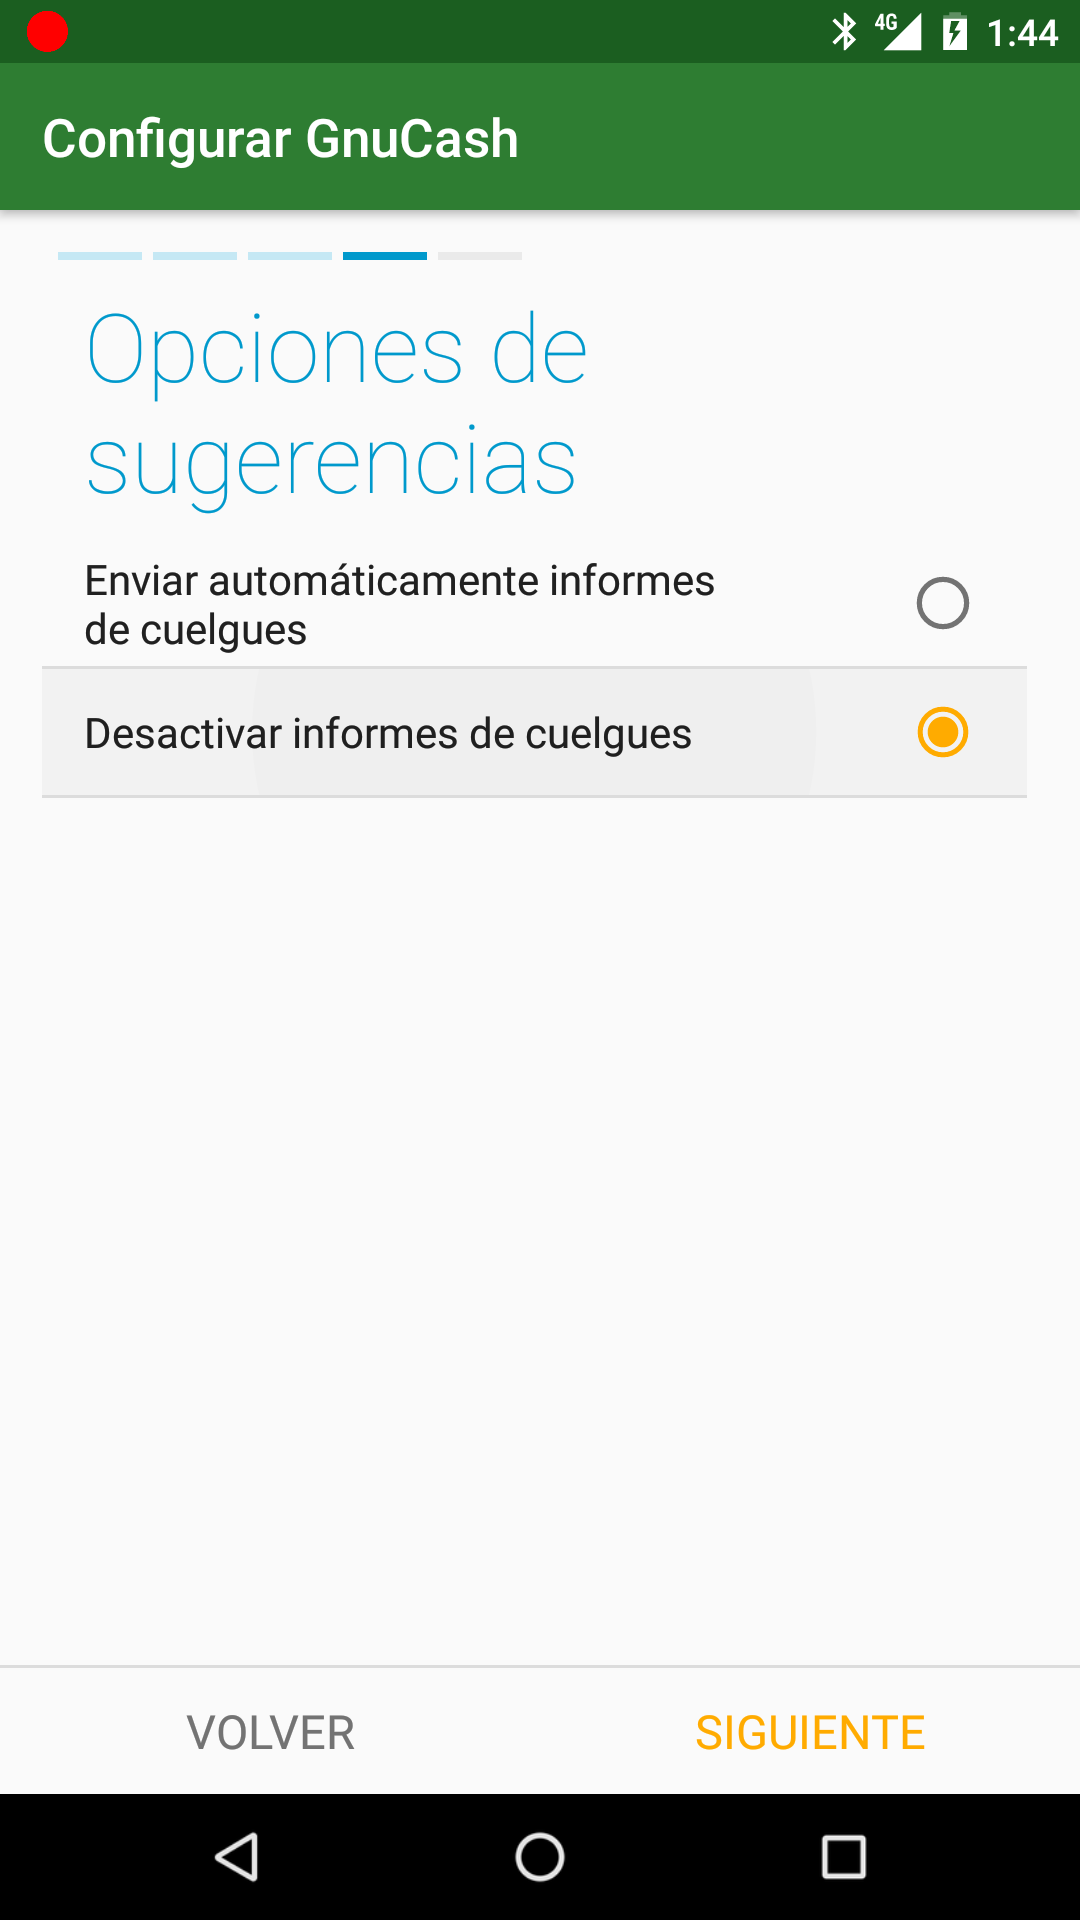 4G 1:44
Configurar GnuCash
Opciones de
sugerencias
Enviar automáticamente informes
de cuelgues
Desactivar informes de cuelgues
VOLVER SIGUIENTE